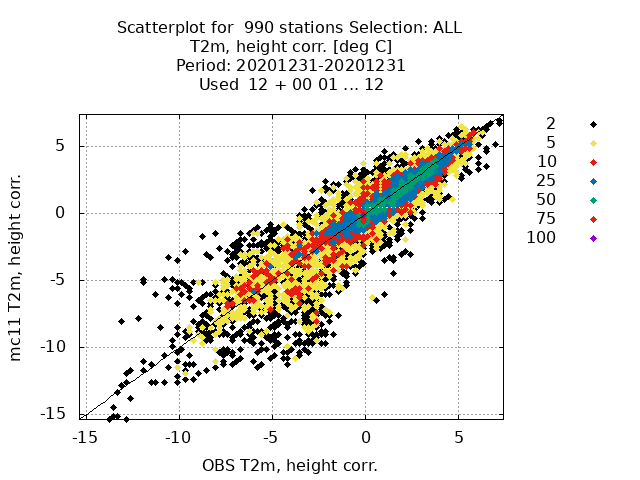 Scatterplot for  990 stations Selection: ALL
T2m, height corr. [deg C]
Period: 20201231-20201231
Used  12 + 00 01 ... 12
2
5
10
25
50
75
100
5
0
-5
-10
-15
mc11 T2m, height corr.
-15 -10 -5 0 5
OBS T2m, height corr.